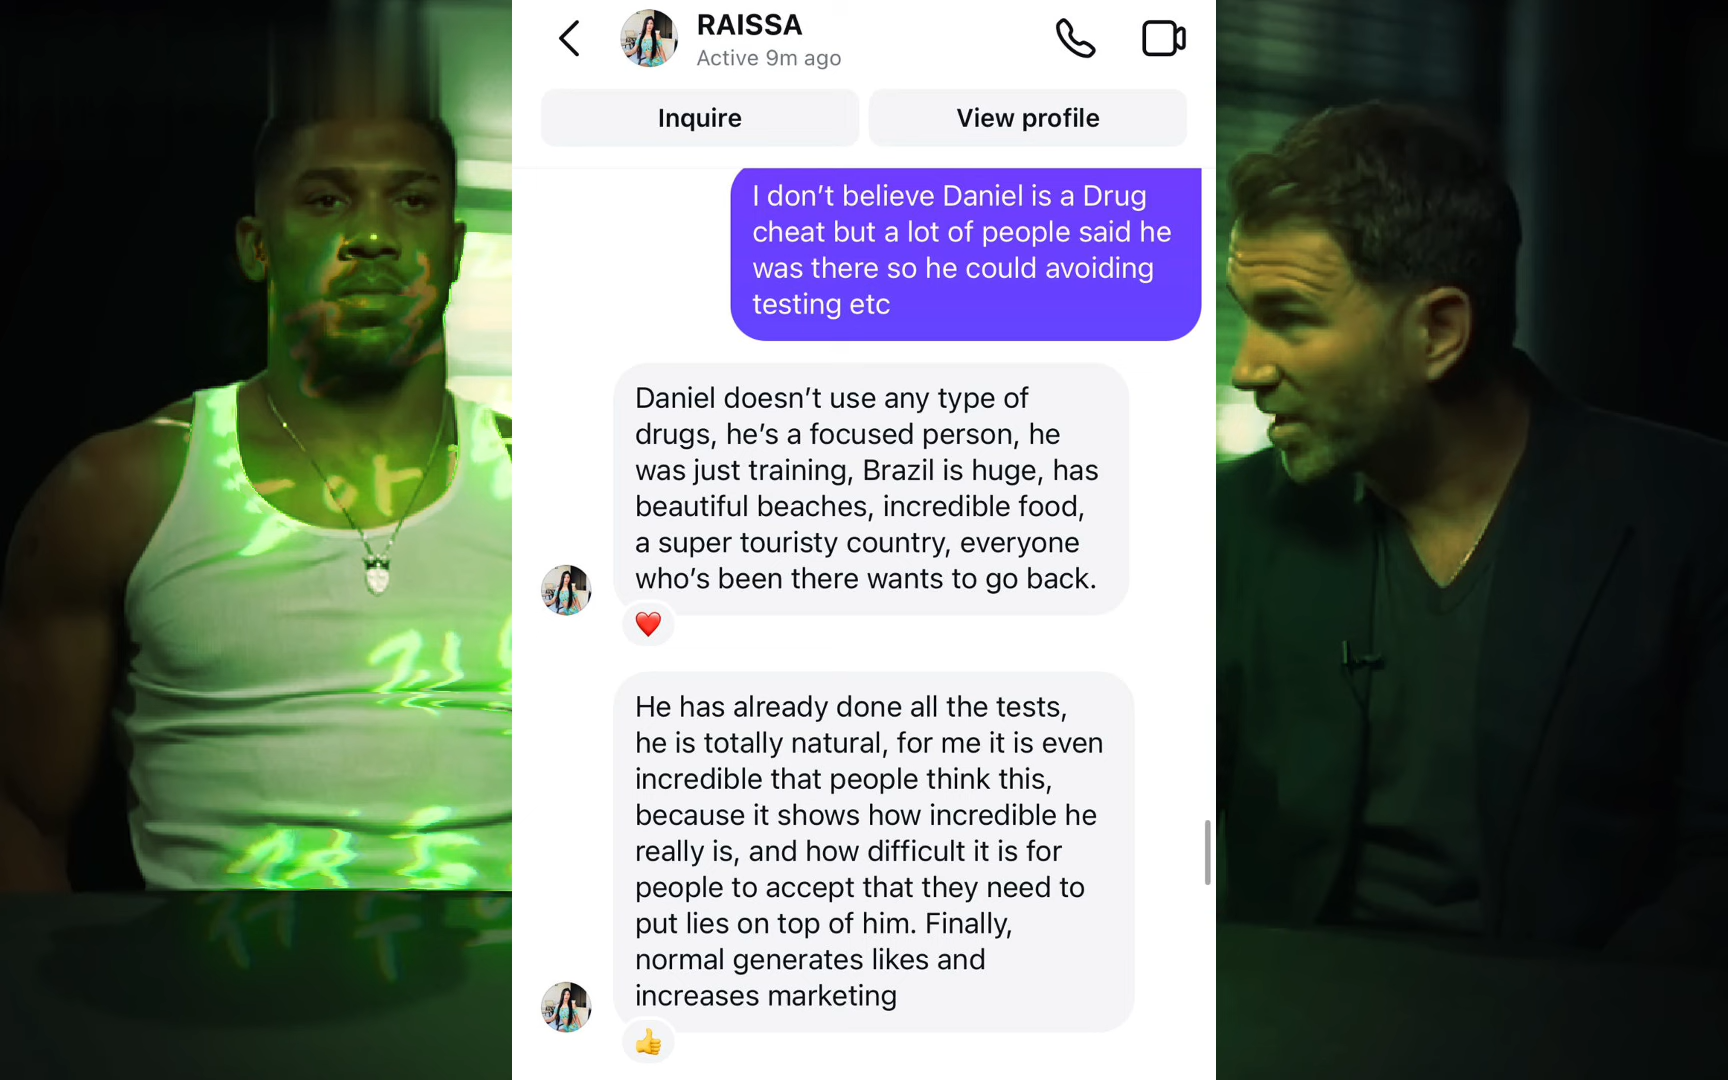 RAISSA
Active 9m ago
Inquire
View profile
I don’t believe Daniel is a Drug
cheat but a lot of people said he
was there so he could avoiding
testing etc
Daniel doesn’t use any type of
drugs, he’s a focused person, he
was just training, Brazil is huge, has
beautiful beaches, incredible food,
a super touristy country, everyone
who’s been there wants to go back.
He has already done all the tests,
he is totally natural, for me it is even
incredible that people think this,
because it shows how incredible he
really is, and how difficult it is for
people to accept that they need to
put lies on top of him. Finally,
normal generates likes and
increases marketing